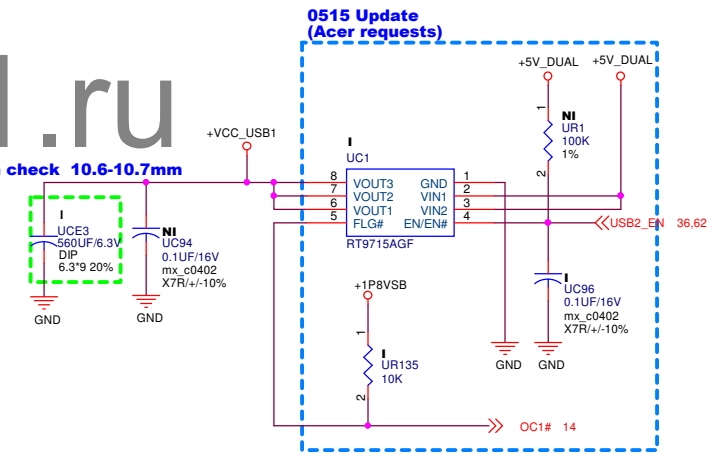 0515 Update
(Acer requests)
+5V_DUAL
+5V_DUAL
.ru
+VCC_USB1
check 10.6-10.7mm
I
UC1
1
NI
UR1
100K
1%
2
8
7
6
5
VOUT3
VOUT2
VOUT1
FLG#
GND
VIN1
VIN2
EN/EN#
1
2
3
4
RT9715AGF
USB2_EN 36,62
I
UCE3
560UF/6.3V
DIP
6.3*9 20%
GND
NI
UC94
0.1UF/16V
mx_c0402
X7R/+/-10%
GND
+1P8VSB
1
I
UR135
10K
2
I
UC96
0.1UF/16V
mx_c0402
X7R/+/-10%
GND
GND
OC1# 14